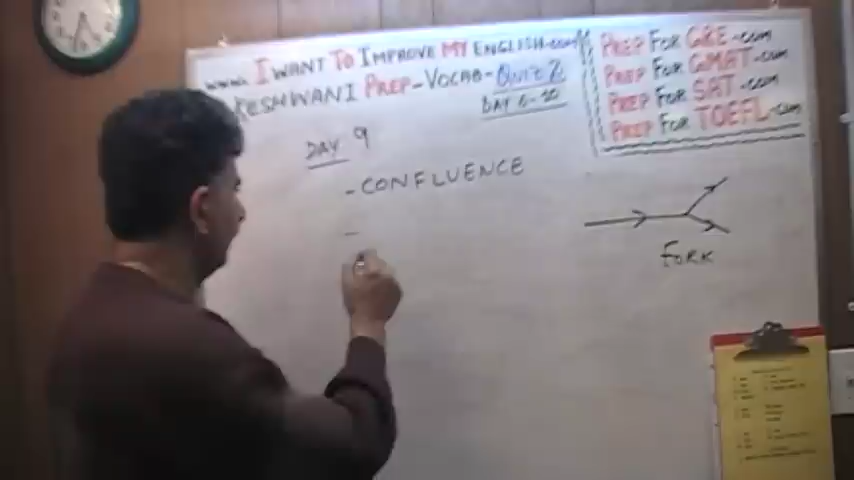 www.IWANT TO IMPROVE MY ENGLISH.com
KESHWANI PREP-VOCAB-QUIZ 2
DAY 6-10
PREP FOR GRE.com
PREP FOR GMAT.com
PREP FOR SAT.com
PREP FOR TOEFL.com
DAY 9
- CONFLUENCE
-
FORK